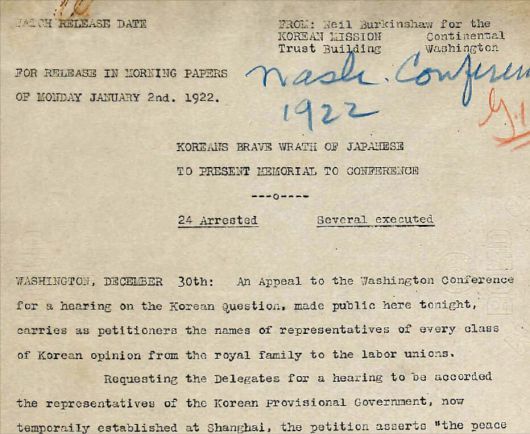 WATCH RELEASE DATE
FROM: Neil Burkinshaw for the
KOREAN MISSION Continental
Trust Building Washington
FOR RELEASE IN MORNING PAPERS
OF MONDAY JANUARY 2nd. 1922.
Wash. Conferen
1922
KOREANS BRAVE WRATH OF JAPANESE
TO PRESENT MEMORIAL TO CONFERENCE
---o----
24 Arrested Several executed
WASHINGTON, DECEMBER 30th: An Appeal to the Washington Conference
for a hearing on the Korean Question, made public here tonight,
carries as petitioners the names of representatives of every class
of Korean opinion from the royal family to the labor unions.
Requesting the Delegates for a hearing to be accorded
the representatives of the Korean Provisional Government, now
temporaily established at Shanghai, the petition asserts "the peace